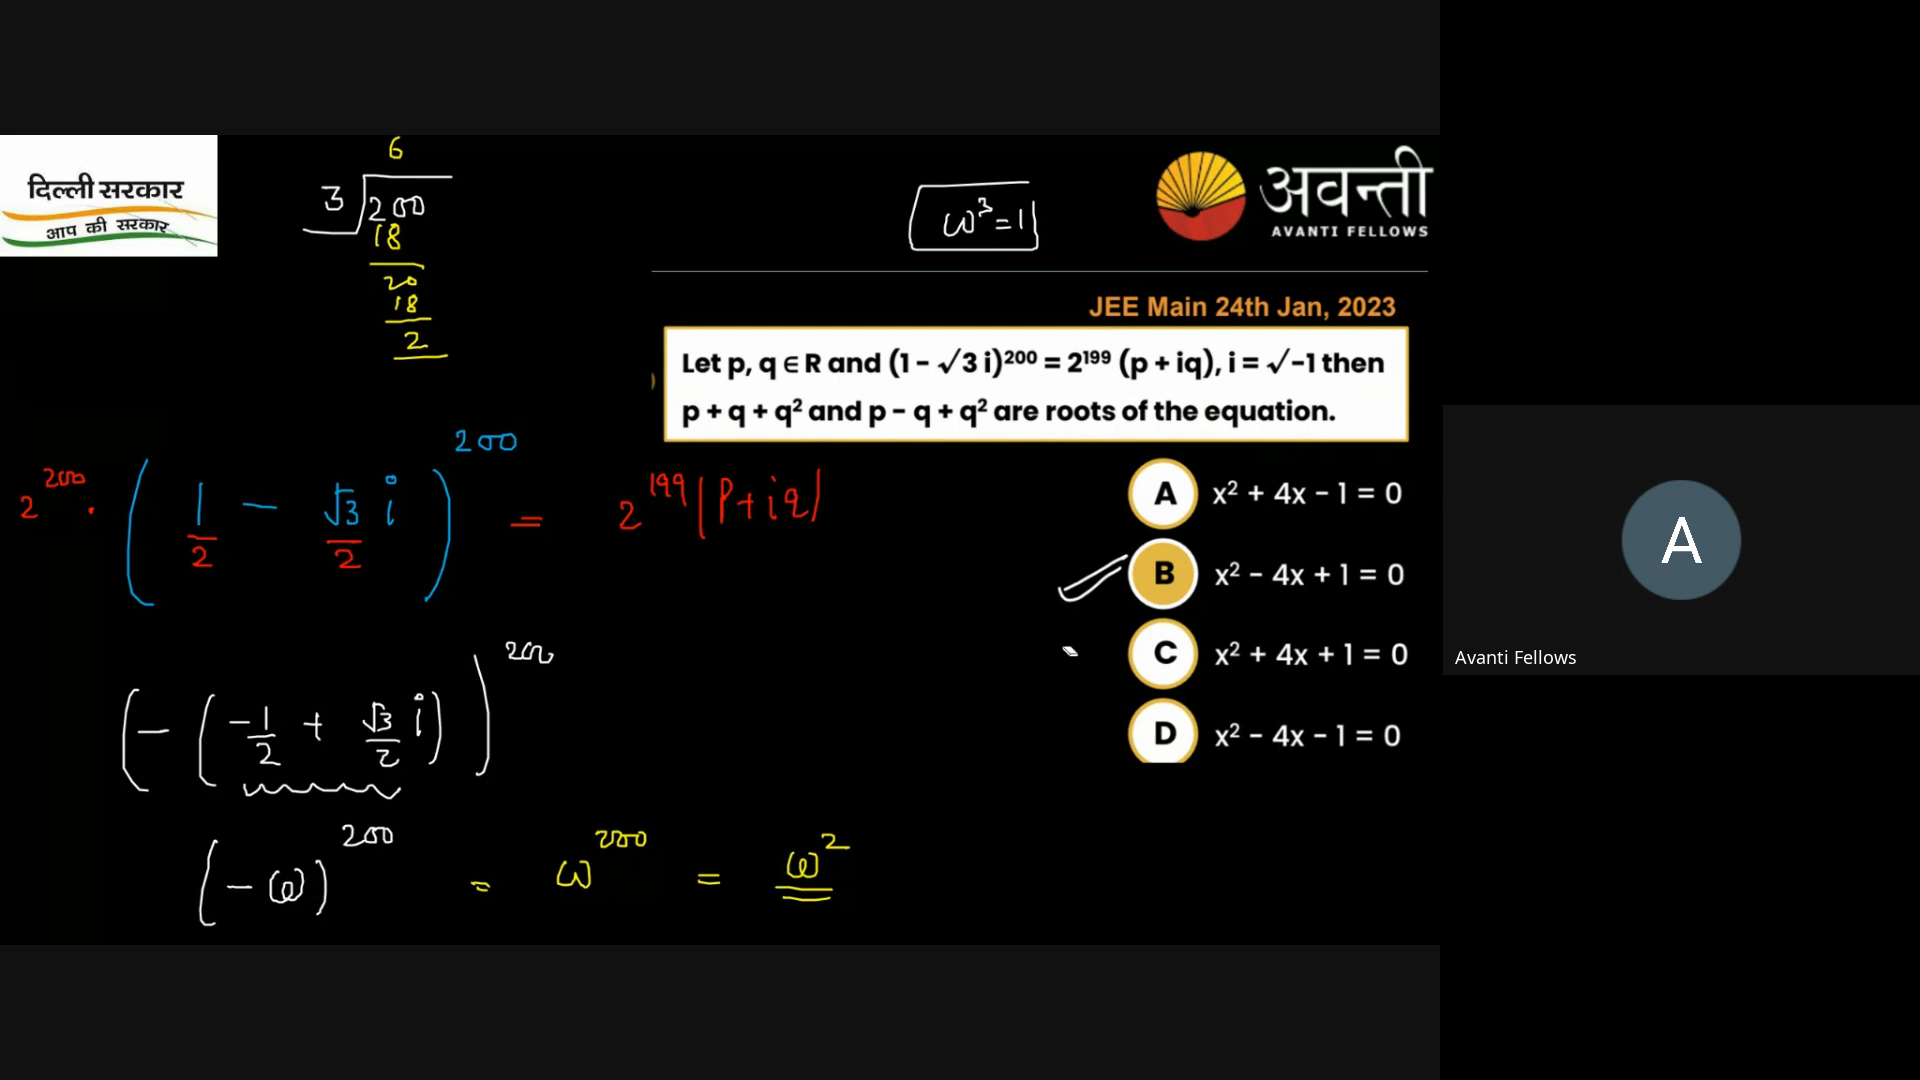 दिल्ली सरकार
आप की सरकार
6
3 200
18
20
18
2
ω³=1
अवन्ती
AVANTI FELLOWS
JEE Main 24th Jan, 2023
Let p, q ∈ R and (1 - √3 i)²⁰⁰ = 2¹⁹⁹ (p + iq), i = √-1 then
p + q + q² and p - q + q² are roots of the equation.
2²⁰⁰ · (1/2 - √3/2 i)²⁰⁰ = 2¹⁹⁹(P+iq)
A x² + 4x - 1 = 0
B x² - 4x + 1 = 0
C x² + 4x + 1 = 0
D x² - 4x - 1 = 0
(-(-1/2 + √3/2 i))²⁰⁰
(-ω)²⁰⁰ = ω²⁰⁰ = ω²
A
Avanti Fellows